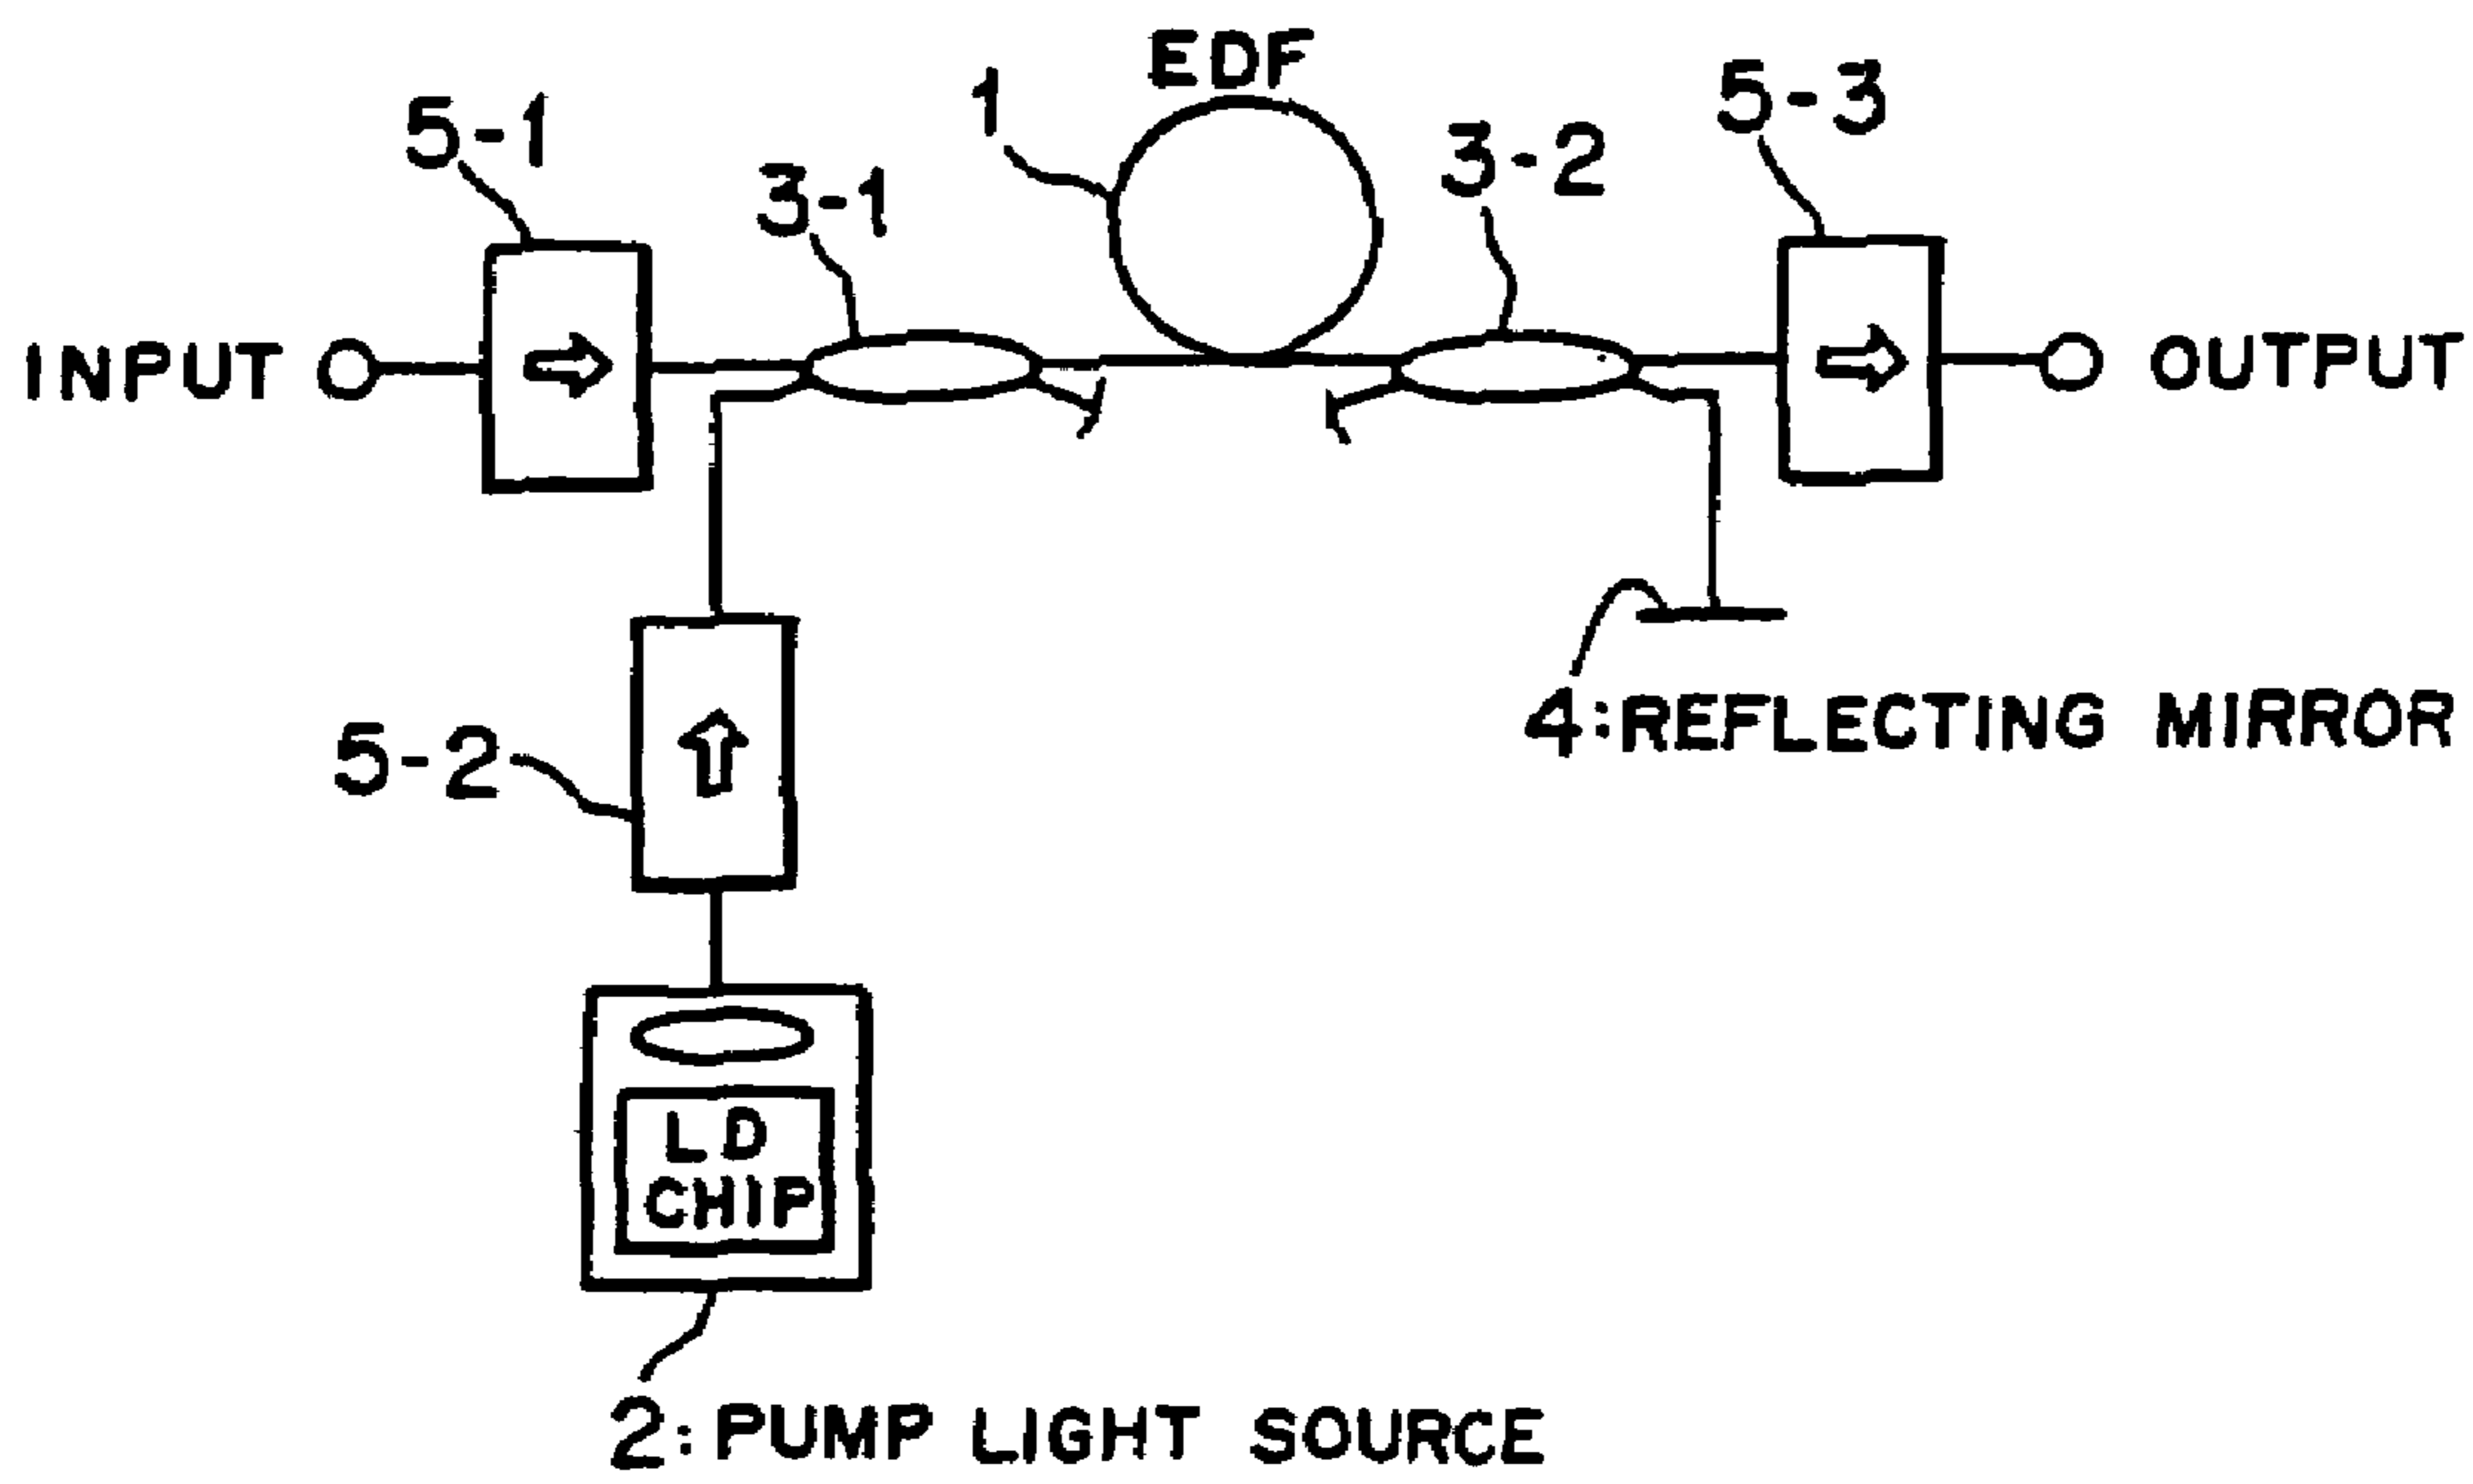 EDF
1
5-1
3-1
3-2
5-3
INPUT
OUTPUT
4:REFLECTING MIRROR
5-2
LD
CHIP
2:PUMP LIGHT SOURCE